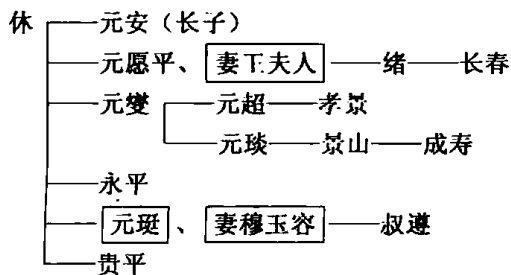 休 元安（长子）
元愿平、妻王夫人 绪 长春
元燮 元超 孝景
元琰 景山 成寿
永平
元珽、妻穆玉容 叔遵
贵平